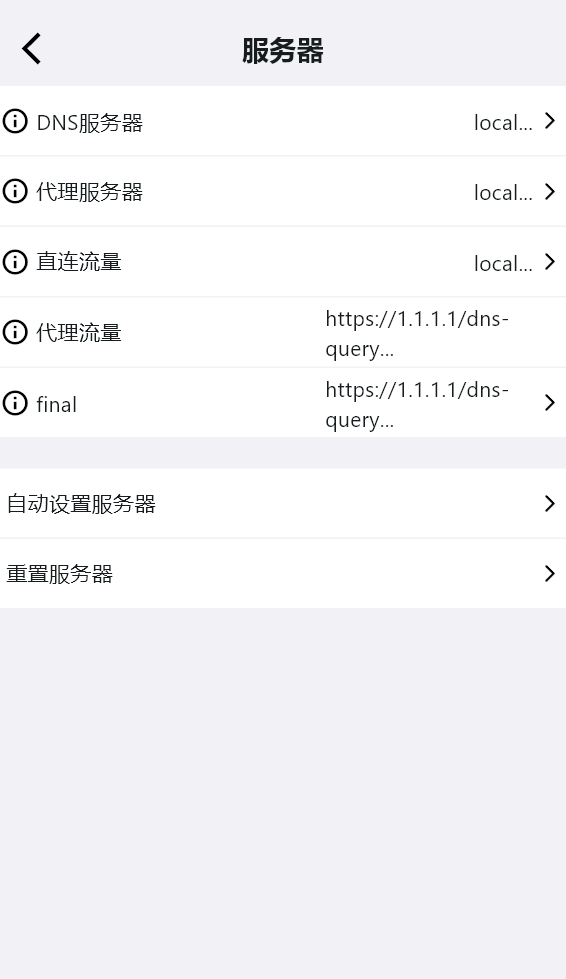 服务器
DNS服务器
local...
代理服务器
local...
直连流量
local...
代理流量
https://1.1.1.1/dns-
query...
final
https://1.1.1.1/dns-
query...
自动设置服务器
重置服务器